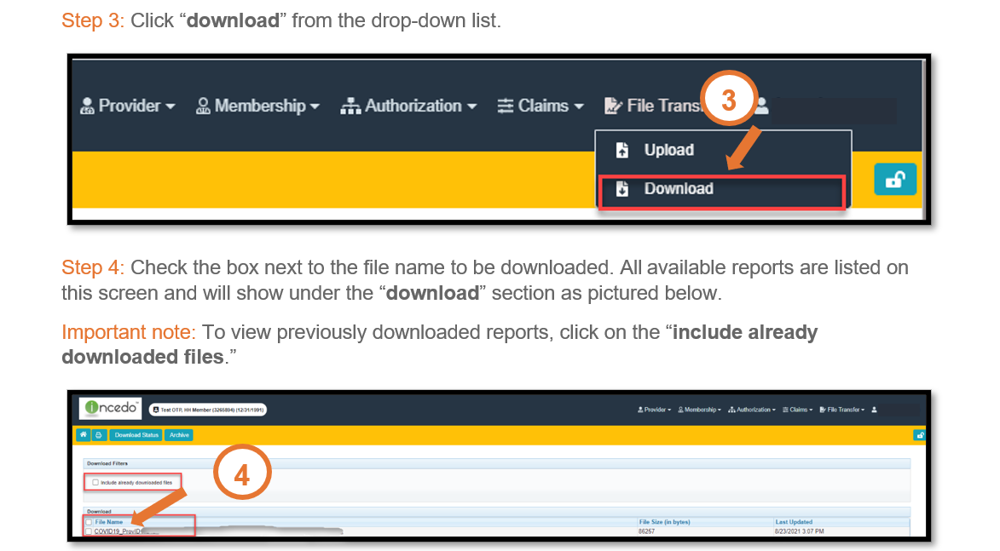 Step 3: Click “download” from the drop-down list.
Provider Membership Authorization Claims File Trans
3
Upload
Download
Step 4: Check the box next to the file name to be downloaded. All available reports are listed on
this screen and will show under the “download” section as pictured below.
Important note: To view previously downloaded reports, click on the “include already
downloaded files.”
incedo Test OTP, HH Member (3265894) (12/31/1991) Provider Membership Authorization Claims File Transfer
Download Status Archive
Download Filters
4
Include already downloaded files
Download
File Name File Size (in bytes) Last Updated
COVID19_ProvID 86257 8/23/2021 3:07 PM